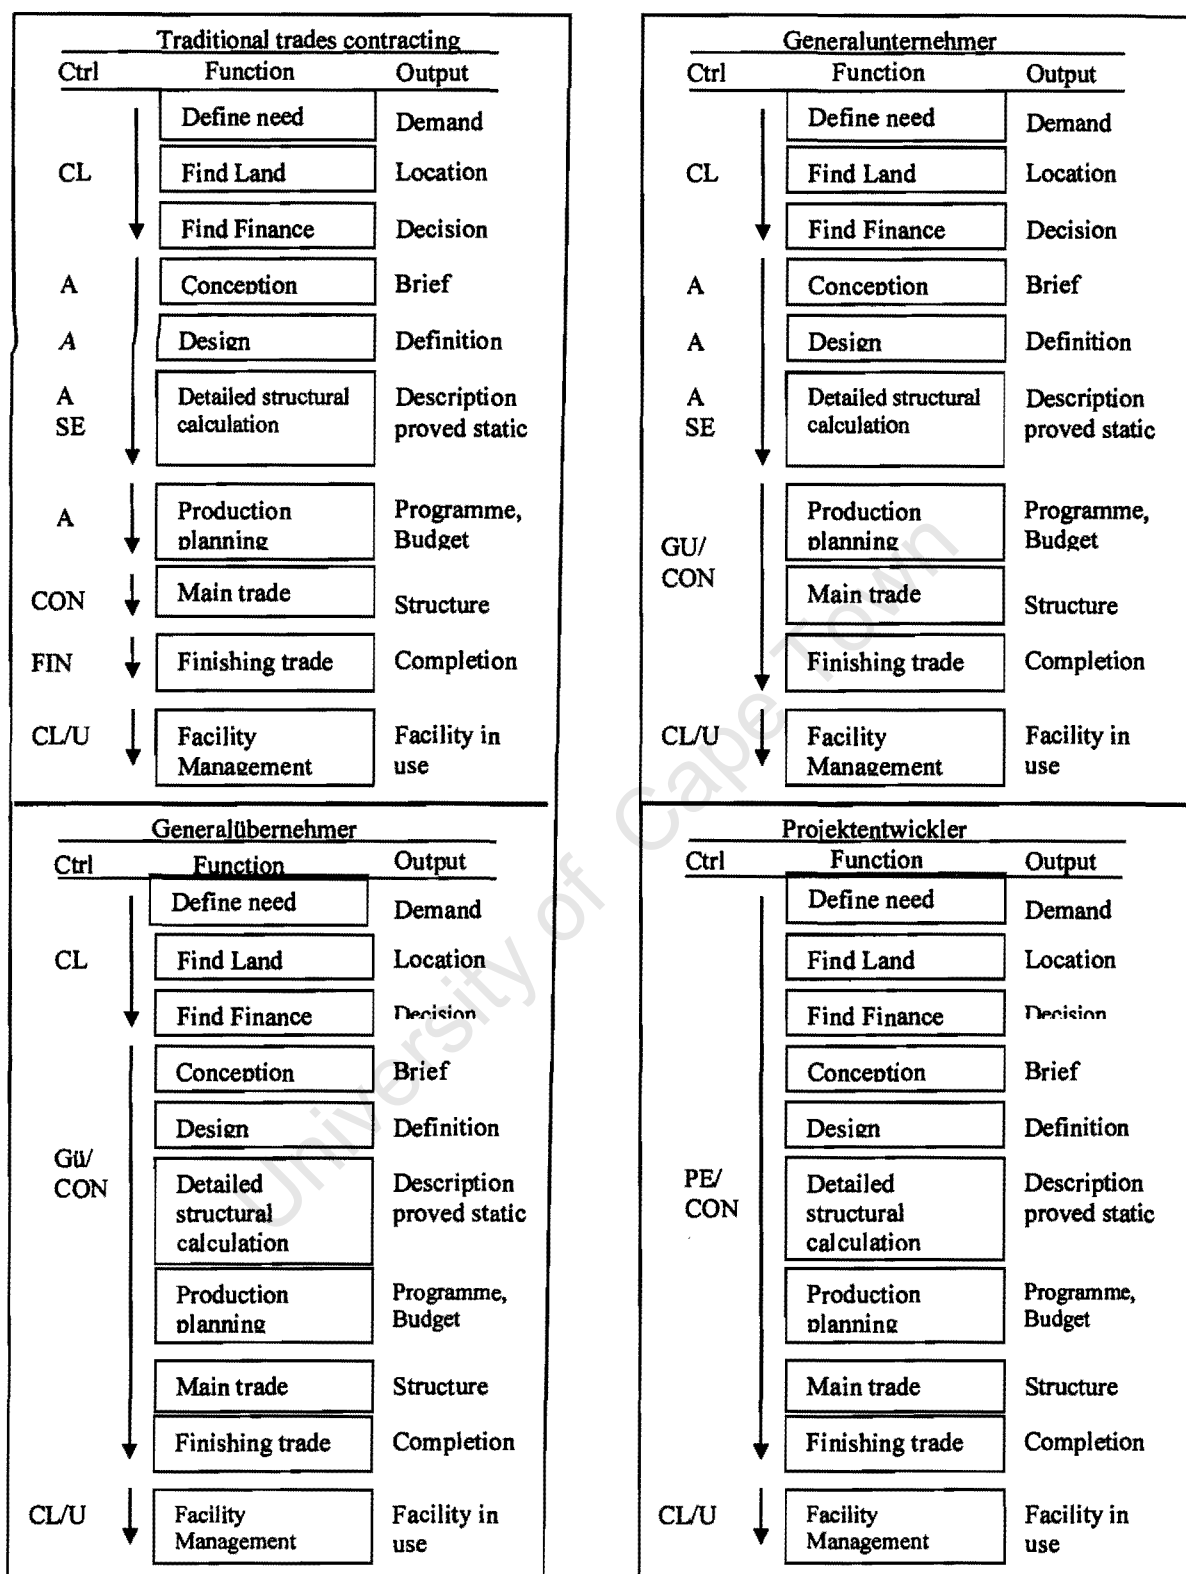 Traditional trades contracting
Ctrl Function Output
Define need Demand
CL Find Land Location
Find Finance Decision
A Conception Brief
A Design Definition
A Detailed structural Description
SE calculation proved static
Production Programme,
A planning Budget
CON Main trade Structure
FIN Finishing trade Completion
CL/U Facility Facility in
Management use
Generalunternehmer
Ctrl Function Output
Define need Demand
CL Find Land Location
Find Finance Decision
A Conception Brief
A Design Definition
A Detailed structural Description
SE calculation proved static
Production Programme,
GU/ planning Budget
CON Main trade Structure
Finishing trade Completion
CL/U Facility Facility in
Management use
Generalübernehmer
Ctrl Function Output
Define need Demand
CL Find Land Location
Find Finance Decision
Conception Brief
Design Definition
Gü/ Detailed Description
CON structural proved static
calculation
Production Programme,
planning Budget
Main trade Structure
Finishing trade Completion
CL/U Facility Facility in
Management use
Projektentwickler
Ctrl Function Output
Define need Demand
Find Land Location
Find Finance Decision
Conception Brief
Design Definition
PE/ Detailed Description
CON structural proved static
calculation
Production Programme,
planning Budget
Main trade Structure
Finishing trade Completion
CL/U Facility Facility in
Management use
University of Cape Town